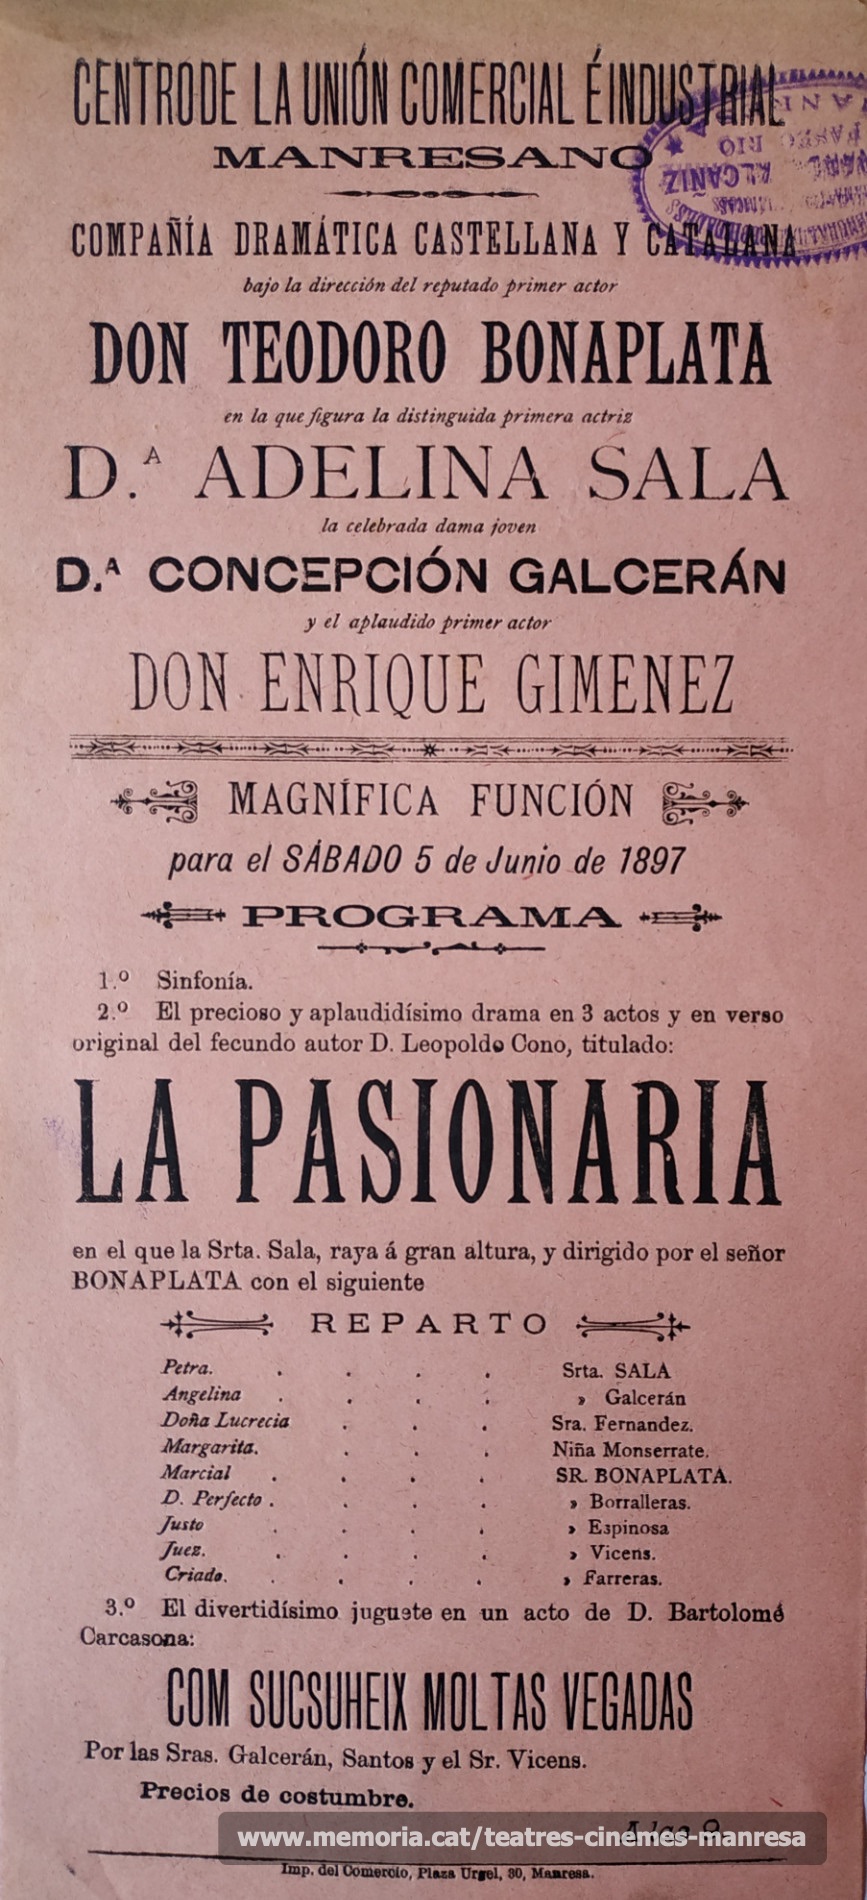 CENTRO DE LA UNIÓN COMERCIAL É INDUSTRIAL
MANRESANO
COMPAÑÍA DRAMÁTICA CASTELLANA Y CATALANA
bajo la dirección del reputado primer actor
DON TEODORO BONAPLATA
en la que figura la distinguida primera actriz
D.ª ADELINA SALA
la celebrada dama joven
D.ª CONCEPCIÓN GALCERÁN
y el aplaudido primer actor
DON ENRIQUE GIMENEZ
MAGNÍFICA FUNCIÓN
para el SÁBADO 5 de Junio de 1897
PROGRAMA
1.º Sinfonía.
2.º El precioso y aplaudidísimo drama en 3 actos y en verso
original del fecundo autor D. Leopoldo Cono, titulado:
LA PASIONARIA
en el que la Srta. Sala, raya á gran altura, y dirigido por el señor
BONAPLATA con el siguiente
REPARTO
Petra. . . . . Srta. SALA
Angelina . . . . » Galcerán
Doña Lucrecia . . . Sra. Fernandez.
Margarita. . . . Niña Monserrate.
Marcial . . . . SR. BONAPLATA.
D. Perfecto . . . . » Borralleras.
Justo . . . . » Espinosa
Juez. . . . . » Vicens.
Criado. . . . . » Farreras.
3.º El divertidísimo juguete en un acto de D. Bartolomé
Carcasona:
COM SUCSUHEIX MOLTAS VEGADAS
Por las Sras. Galcerán, Santos y el Sr. Vicens.
Precios de costumbre.
A las 9
www.memoria.cat/teatres-cinemes-manresa
Imp. del Comercio, Plaza Urgel, 30, Manresa.
ALCAÑIZ